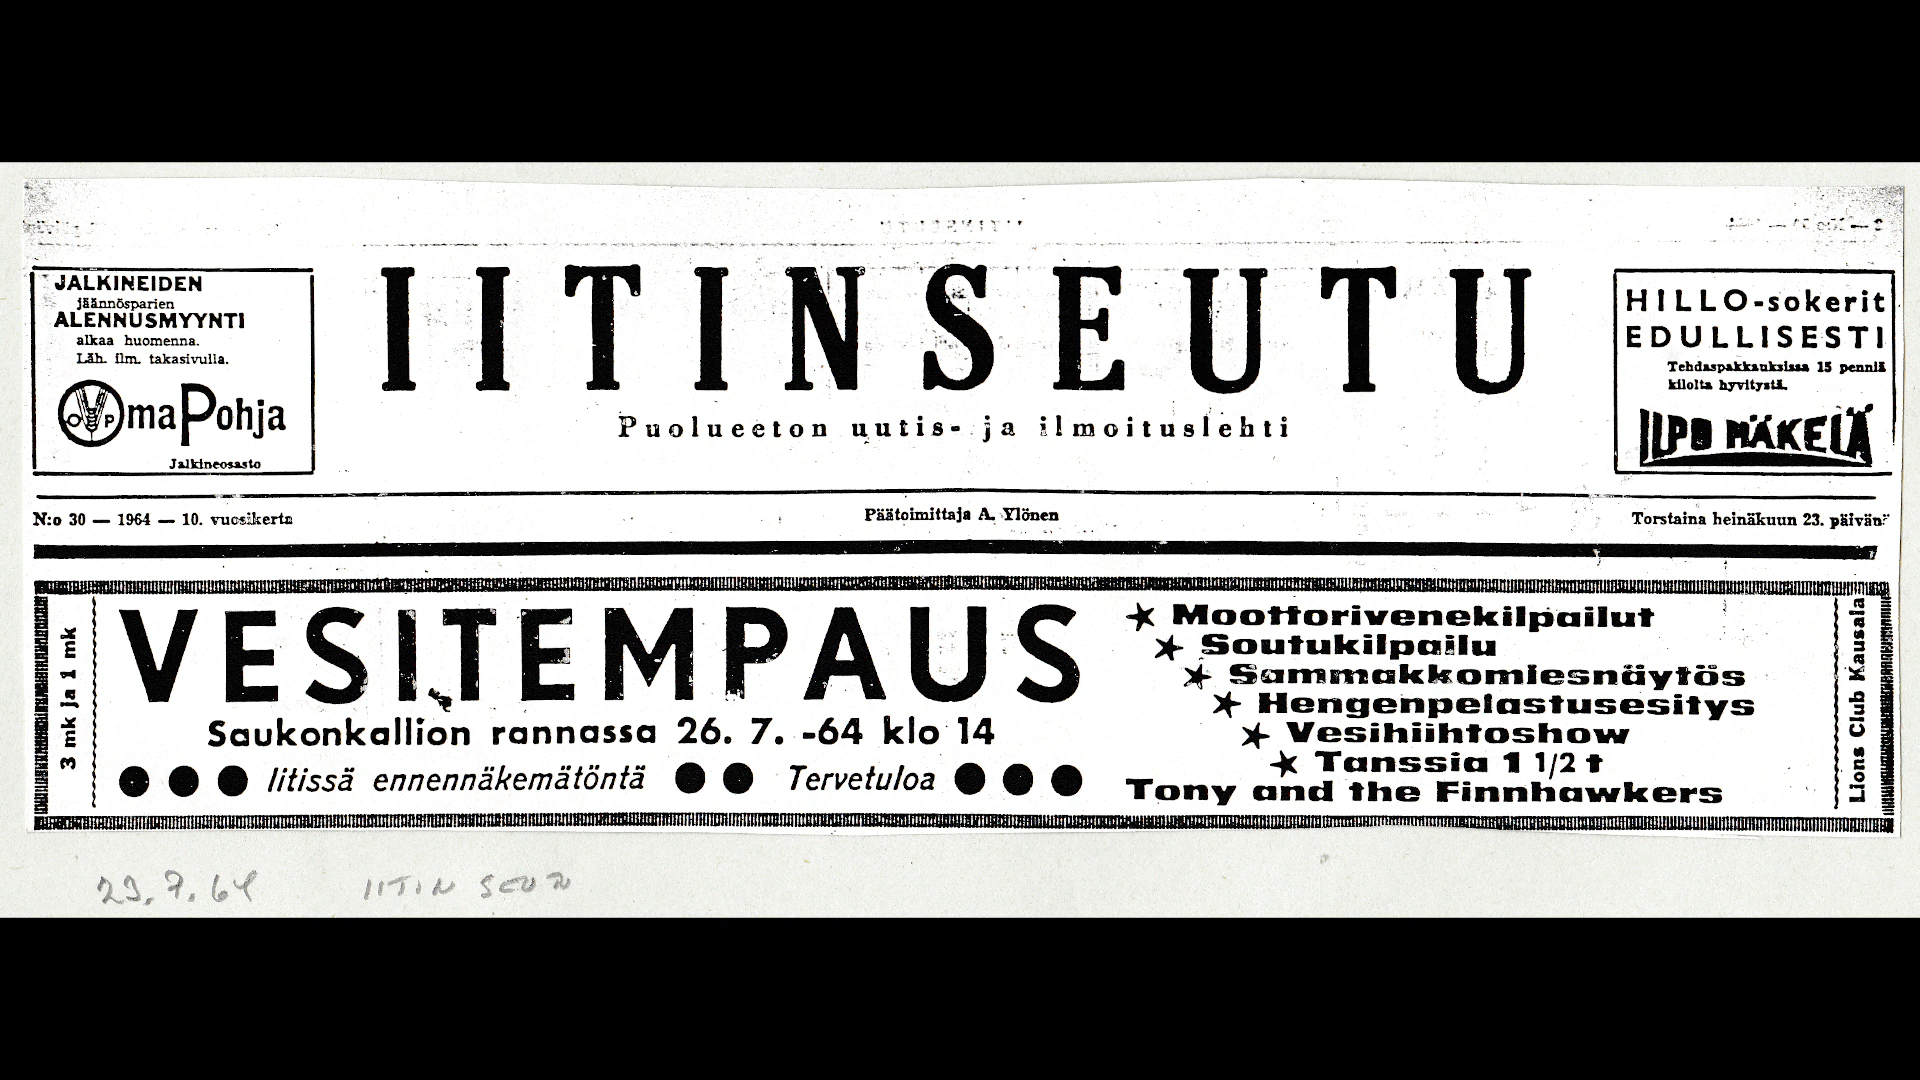 JALKINEIDEN
jäännösparien
ALENNUSMYYNTI
alkaa huomenna.
Läh. ilm. takasivulla.
OmaPohja
Jalkineosasto
IITINSEUTU
Puolueeton uutis- ja ilmoituslehti
HILLO-sokerit
EDULLISESTI
Tehdaspakkauksissa 15 penniä
kilolta hyvitystä.
ILPO MÄKELÄ
N:o 30 — 1964 — 10. vuosikerta
Päätoimittaja A. Ylönen
Torstaina heinäkuun 23. päivän
3 mk ja 1 mk
VESITEMPAUS
Saukonkallion rannassa 26. 7. -64 klo 14
Iitissä ennennäkemätöntä Tervetuloa
Moottorivenekilpailut
Soutukilpailu
Sammakkomiesnäytös
Hengenpelastusesitys
Vesihiihtoshow
Tanssia 1 1/2 t
Tony and the Finnhawkers
Lions Club Kausala
23.7.64 IITIN SEUTU